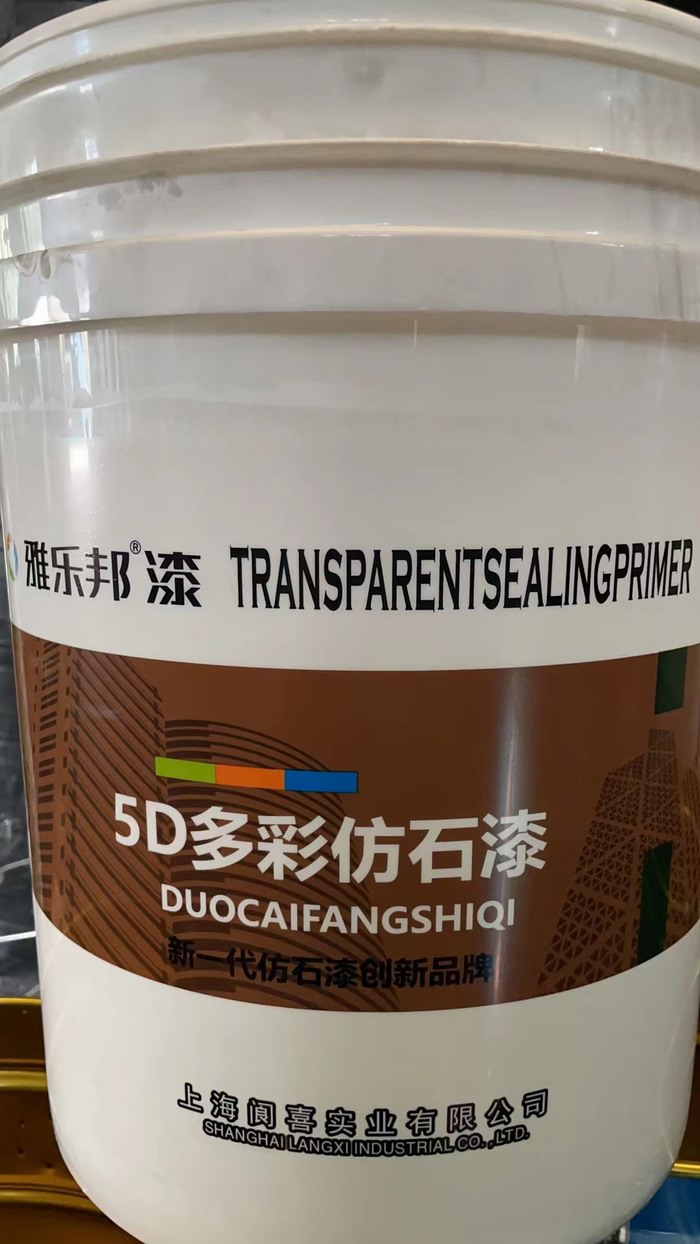 雅乐邦®漆 TRANSPARENTSEALINGPRIMER
5D多彩仿石漆
DUOCAIFANGSHIQI
新一代仿石漆创新品牌
上海阆喜实业有限公司
SHANGHAI LANGXI INDUSTRIAL CO.,LTD.